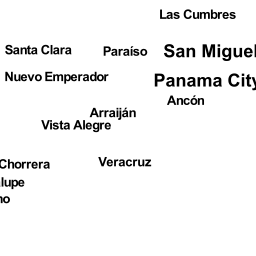 Las Cumbres
Santa Clara
Paraíso
San Miguel
Nuevo Emperador
Panama City
Ancón
Arraiján
Vista Alegre
Chorrera
Veracruz
lupe
no